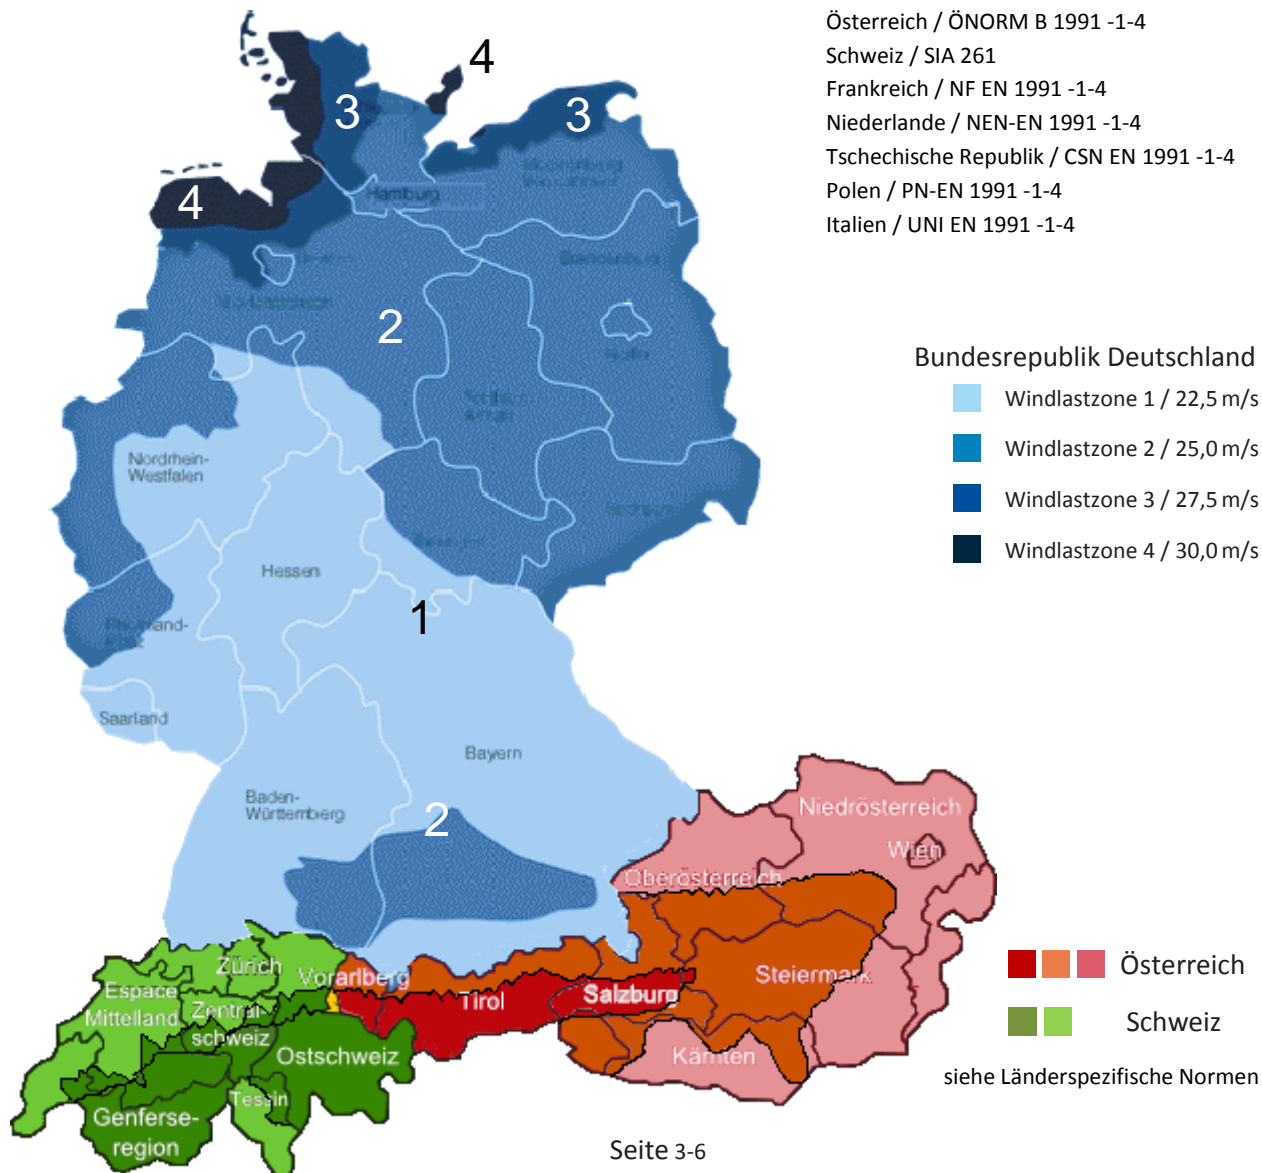 Österreich / ÖNORM B 1991 -1-4
Schweiz / SIA 261
Frankreich / NF EN 1991 -1-4
Niederlande / NEN-EN 1991 -1-4
Tschechische Republik / CSN EN 1991 -1-4
Polen / PN-EN 1991 -1-4
Italien / UNI EN 1991 -1-4
4
3
3
4
Hamburg
2
Bundesrepublik Deutschland
Windlastzone 1 / 22,5 m/s
Windlastzone 2 / 25,0 m/s
Windlastzone 3 / 27,5 m/s
Windlastzone 4 / 30,0 m/s
Nordrhein-
Westfalen
Hessen
1
Saarland
Bayern
Baden-
Württemberg
2
Niedrösterreich
Wien
Oberösterreich
Zürich
Vorarlberg
Espace
Mittelland
Zentral-
schweiz
Tirol
Salzburg
Steiermark
Ostschweiz
Kärnten
Tessin
Genferse-
region
Österreich
Schweiz
siehe Länderspezifische Normen
Seite 3-6